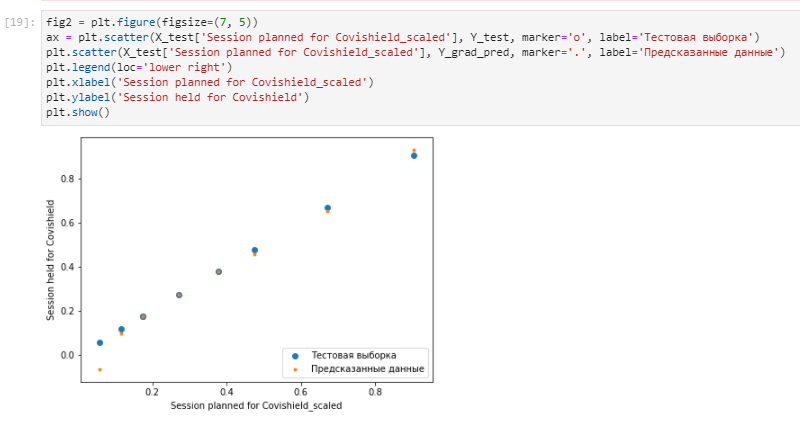 [19]: fig2 = plt.figure(figsize=(7, 5))
ax = plt.scatter(X_test['Session planned for Covishield_scaled'], Y_test, marker='o', label='Тестовая выборка')
plt.scatter(X_test['Session planned for Covishield_scaled'], Y_grad_pred, marker='.', label='Предсказанные данные')
plt.legend(loc='lower right')
plt.xlabel('Session planned for Covishield_scaled')
plt.ylabel('Session held for Covishield')
plt.show()
Session held for Covishield
0.8
0.6
0.4
0.2
0.0
Тестовая выборка
Предсказанные данные
0.2 0.4 0.6 0.8
Session planned for Covishield_scaled